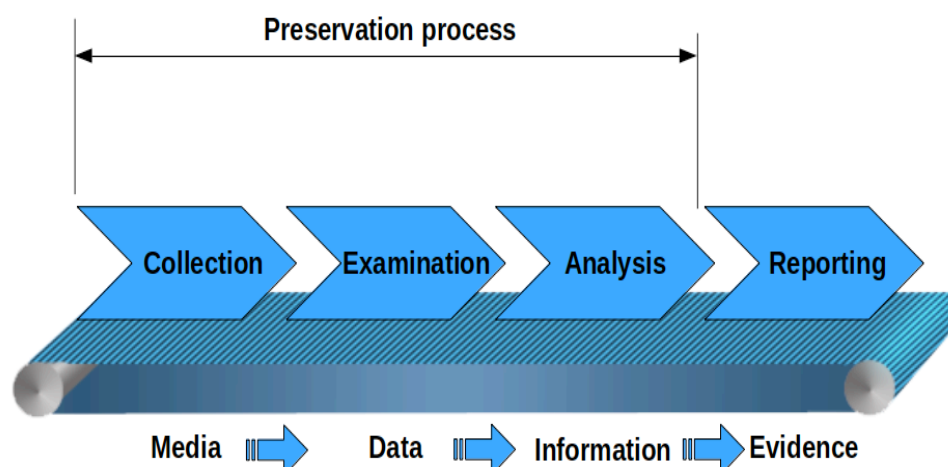 Preservation process
Collection Examination Analysis Reporting
Media Data Information Evidence